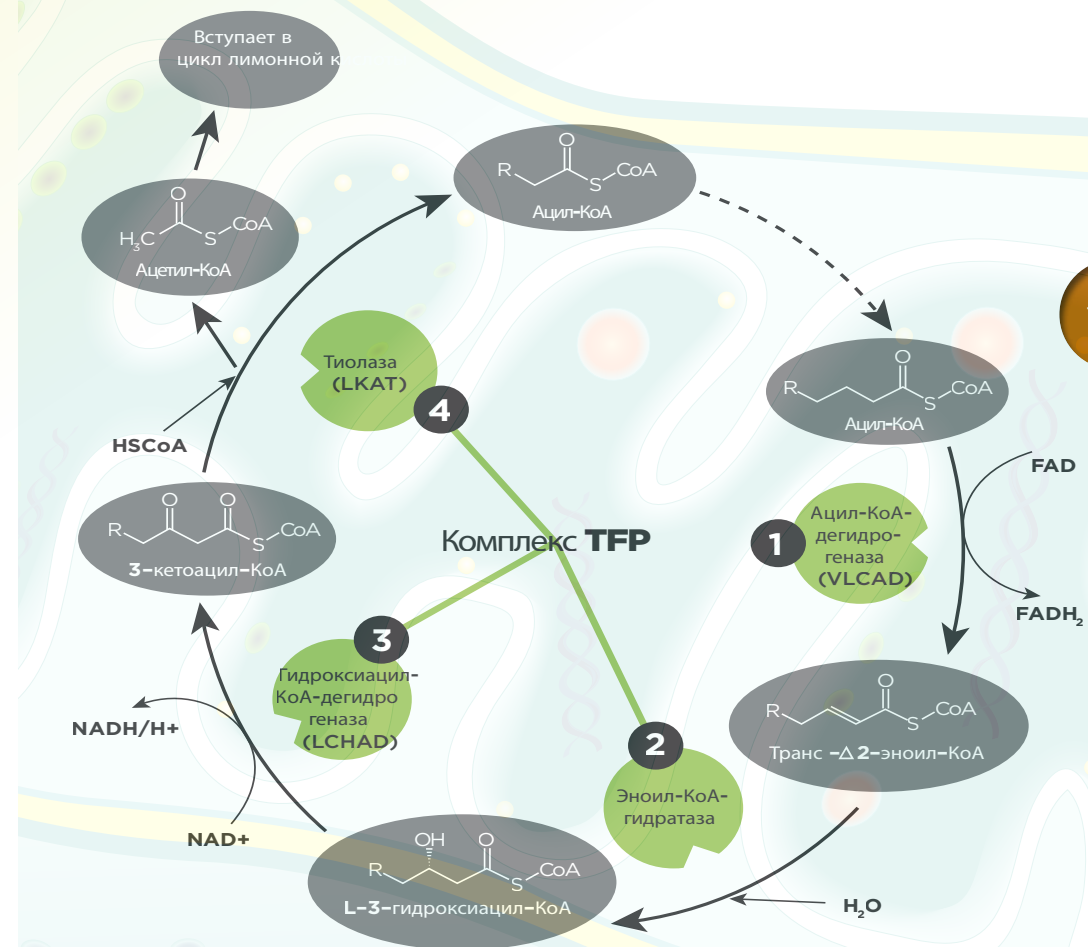 Вступает в
цикл лимонной к
O
R
S
CoA
Ацил-КоА
O
H₃C
S
CoA
Ацетил-КоА
Тиолаза
(LKAT)
4
O
R
S
CoA
Ацил-КоА
HSCoA
FAD
O
O
R
S
CoA
3-кетоацил-КоА
Комплекс TFP
1
Ацил-КоА-
дегидро-
геназа
(VLCAD)
FADH₂
3
Гидроксиацил-
КоА-дегидро
геназа
(LCHAD)
NADH/H+
O
R
S
CoA
Транс -Δ 2-эноил-КоА
2
Эноил-КоА-
гидратаза
NAD+
OH
O
R
S
CoA
L-3-гидроксиацил-КоА
H₂O